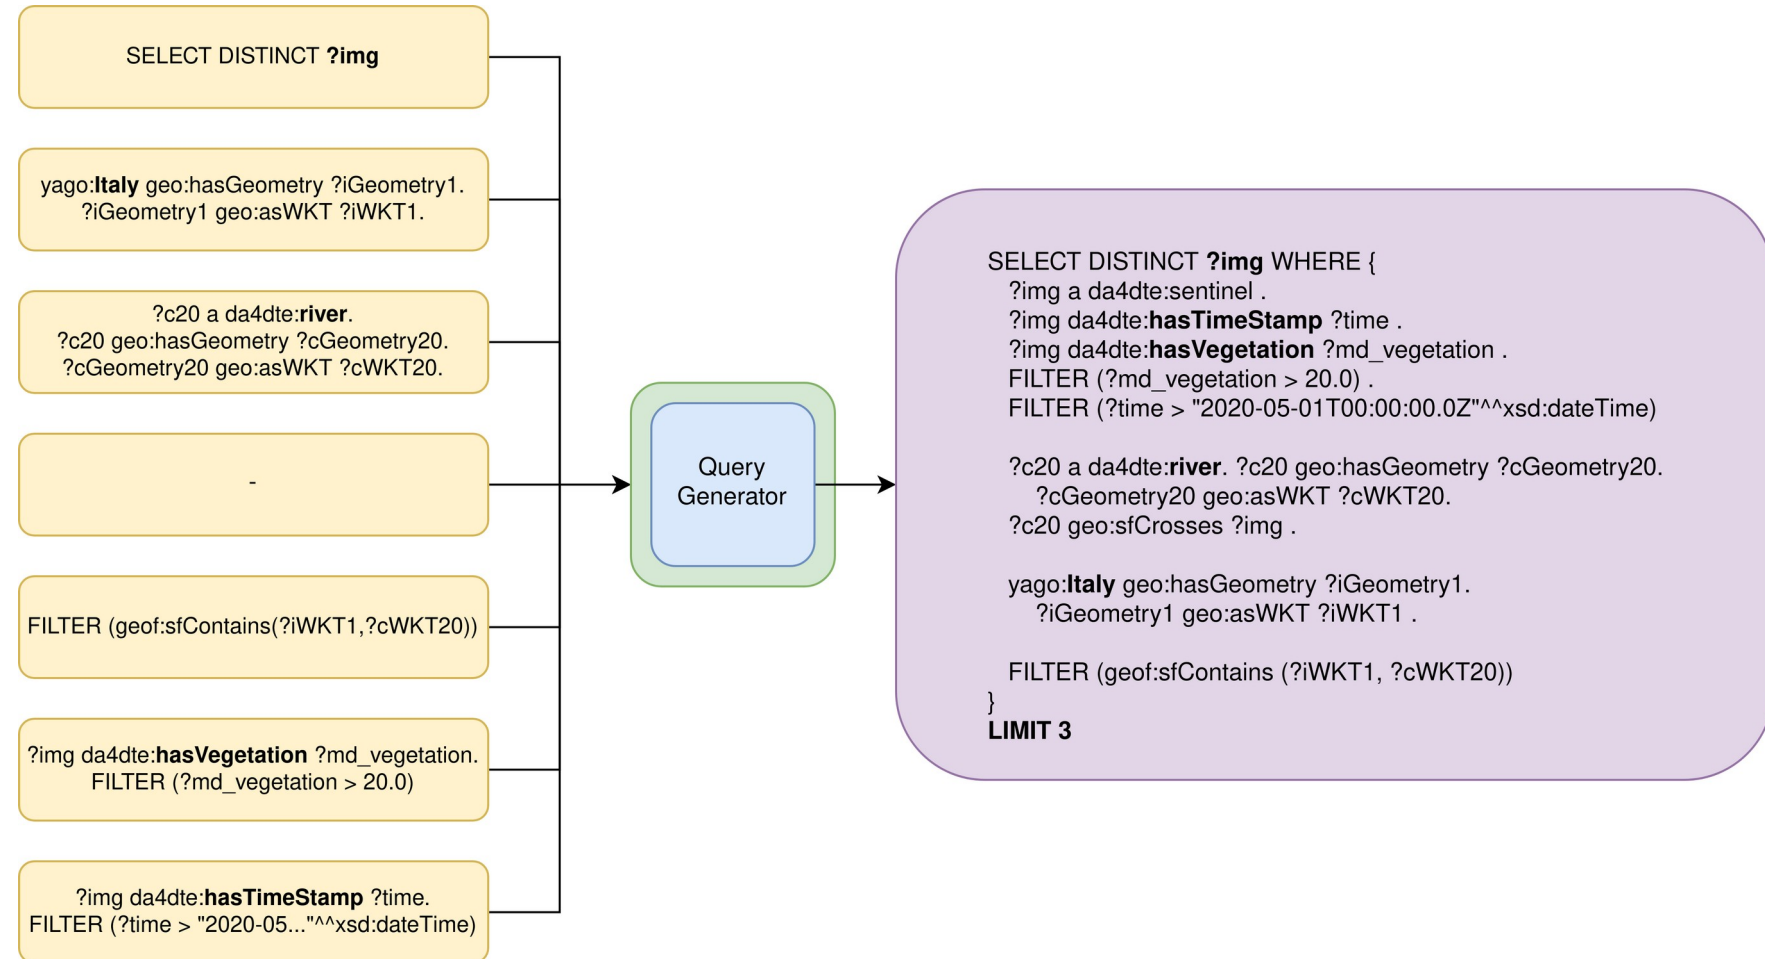 SELECT DISTINCT ?img
yago:Italy geo:hasGeometry ?iGeometry1.
?iGeometry1 geo:asWKT ?iWKT1.
?c20 a da4dte:river.
?c20 geo:hasGeometry ?cGeometry20.
?cGeometry20 geo:asWKT ?cWKT20.
-
FILTER (geof:sfContains(?iWKT1,?cWKT20))
?img da4dte:hasVegetation ?md_vegetation.
FILTER (?md_vegetation > 20.0)
?img da4dte:hasTimeStamp ?time.
FILTER (?time > "2020-05..."^^xsd:dateTime)
Query
Generator
SELECT DISTINCT ?img WHERE {
?img a da4dte:sentinel .
?img da4dte:hasTimeStamp ?time .
?img da4dte:hasVegetation ?md_vegetation .
FILTER (?md_vegetation > 20.0) .
FILTER (?time > "2020-05-01T00:00:00.0Z"^^xsd:dateTime)
?c20 a da4dte:river. ?c20 geo:hasGeometry ?cGeometry20.
?cGeometry20 geo:asWKT ?cWKT20.
?c20 geo:sfCrosses ?img .
yago:Italy geo:hasGeometry ?iGeometry1.
?iGeometry1 geo:asWKT ?iWKT1 .
FILTER (geof:sfContains (?iWKT1, ?cWKT20))
}
LIMIT 3